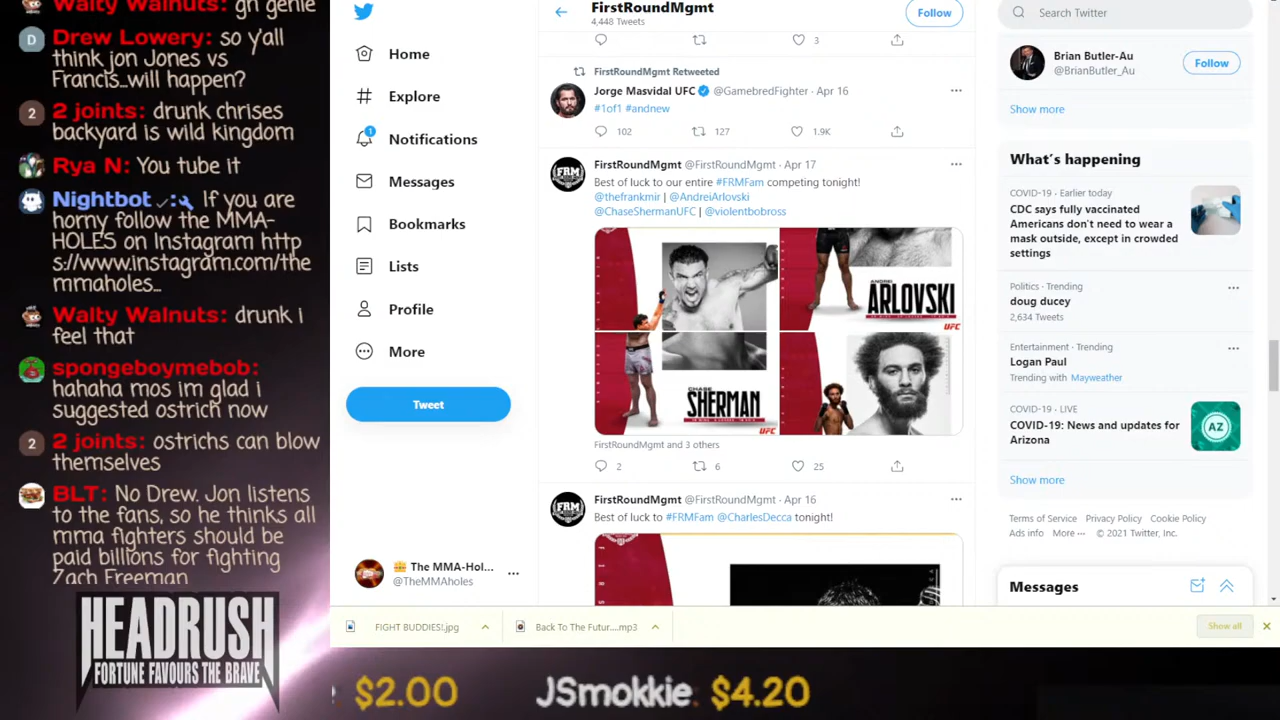 Walty Walnuts: gn genie
Drew Lowery: so y'all
think jon Jones vs
Francis...will happen?
2 joints: drunk chrises
backyard is wild kingdom
Rya N: You tube it
Nightbot ✓: If you are
horny follow the MMA-
HOLES on Instagram http
s://www.instagram.com/the
mmaholes...
Walty Walnuts: drunk i
feel that
spongeboymebob:
hahaha mos im glad i
suggested ostrich now
2 joints: ostrichs can blow
themselves
BLT: No Drew. Jon listens
to the fans, so he thinks all
mma fighters should be
paid billions for fighting
Zach Freeman
HEADRUSH
FORTUNE FAVOURS THE BRAVE
Home
Explore
1
Notifications
Messages
Bookmarks
Lists
Profile
More
Tweet
The MMA-Hol...
@TheMMAholes
FirstRoundMgmt
4,448 Tweets
Follow
3
FirstRoundMgmt Retweeted
Jorge Masvidal UFC @GamebredFighter · Apr 16
#1of1 #andnew
102 127 1.9K
FirstRoundMgmt @FirstRoundMgmt · Apr 17
Best of luck to our entire #FRMFam competing tonight!
@thefrankmir | @AndreiArlovski
@ChaseShermanUFC | @violentbobross
ANDREI
ARLOVSKI
UFC
CHASE
SHERMAN
UFC
FirstRoundMgmt and 3 others
2 6 25
FirstRoundMgmt @FirstRoundMgmt · Apr 16
Best of luck to #FRMFam @CharlesDecca tonight!
FRM
FRM
Search Twitter
Brian Butler-Au
@BrianButler_Au
Follow
Show more
What's happening
COVID-19 · Earlier today
CDC says fully vaccinated
Americans don't need to wear a
mask outside, except in crowded
settings
Politics · Trending
doug ducey
2,634 Tweets
Entertainment · Trending
Logan Paul
Trending with Mayweather
COVID-19 · LIVE
COVID-19: News and updates for
Arizona
AZ
Show more
Terms of Service Privacy Policy Cookie Policy
Ads info More ··· © 2021 Twitter, Inc.
Messages
FIGHT BUDDIES!.jpg
Back To The Futur....mp3
Show all
$2.00 JSmokkie. $4.20